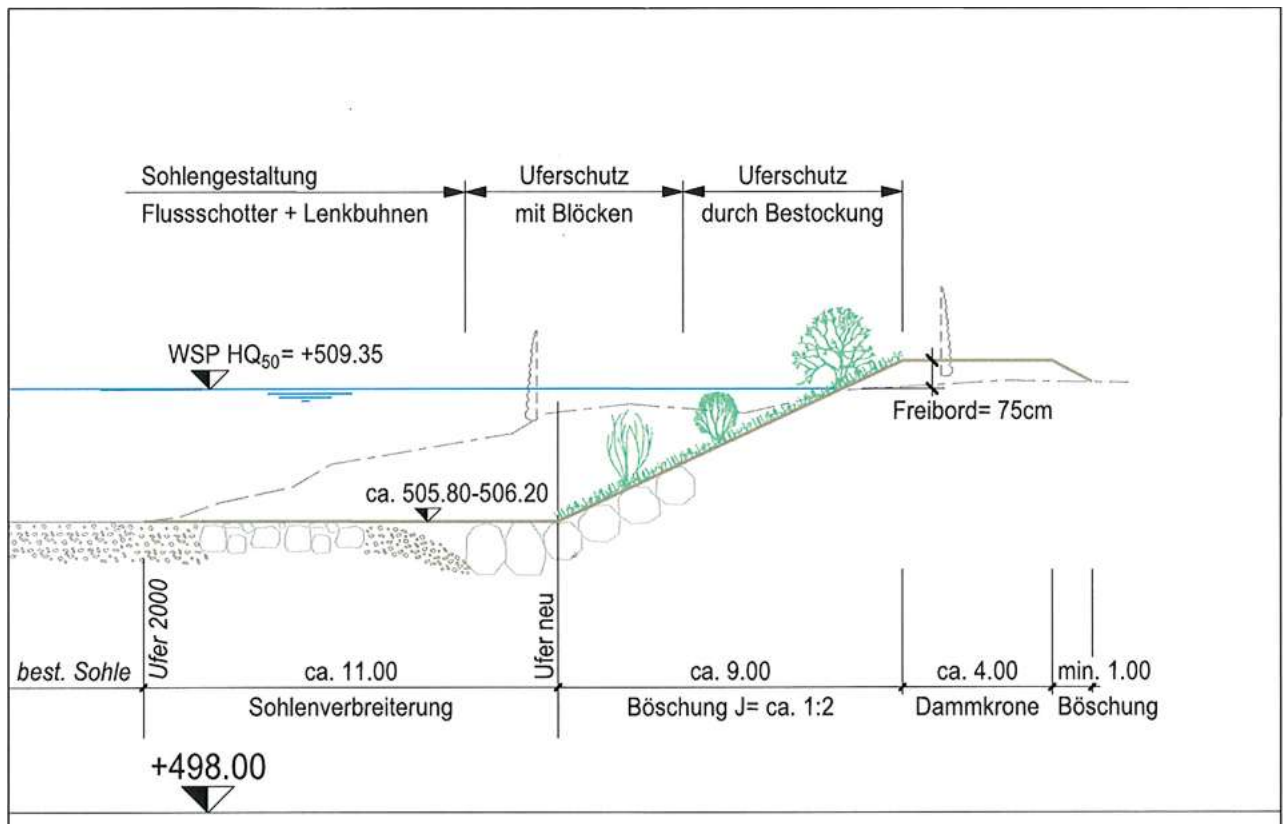 Sohlengestaltung
Flussschotter + Lenkbuhnen
Uferschutz
mit Blöcken
Uferschutz
durch Bestockung
WSP HQ₅₀= +509.35
Freibord= 75cm
ca. 505.80-506.20
Ufer 2000
Ufer neu
best. Sohle
ca. 11.00
ca. 9.00
ca. 4.00
min. 1.00
Sohlenverbreiterung
Böschung J= ca. 1:2
Dammkrone
Böschung
+498.00